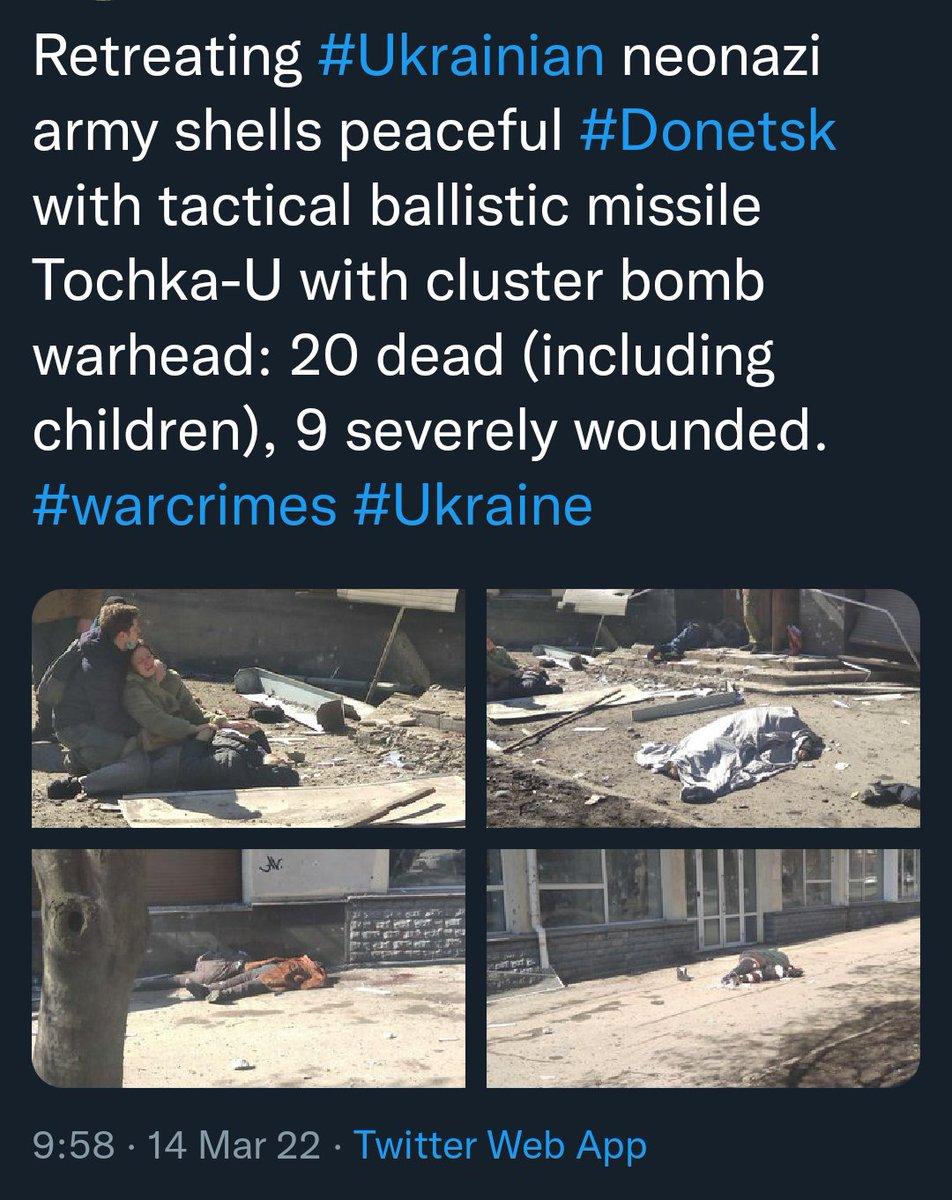 Retreating #Ukrainian neonazi
army shells peaceful #Donetsk
with tactical ballistic missile
Tochka-U with cluster bomb
warhead: 20 dead (including
children), 9 severely wounded.
#warcrimes #Ukraine
9:58 · 14 Mar 22 · Twitter Web App